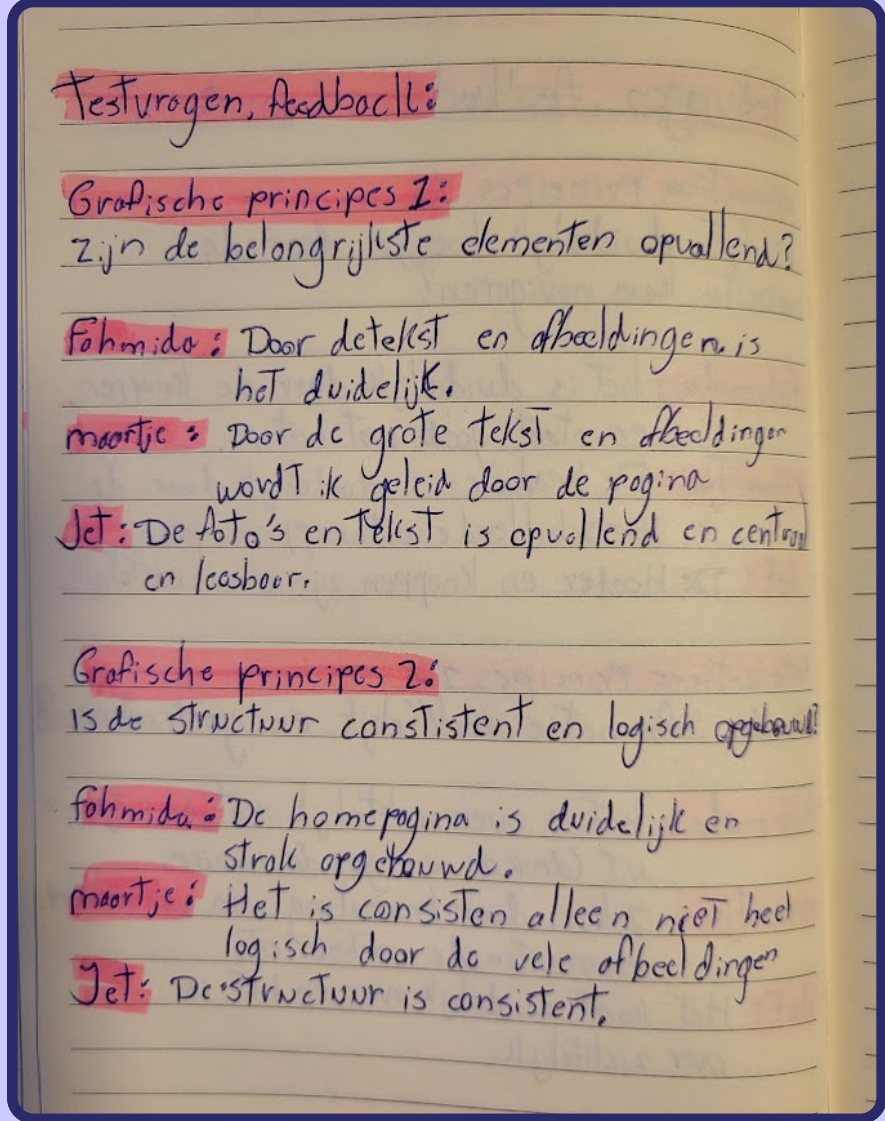 Testvragen, feedback:
Grafische principes 1:
Zijn de belangrijkste elementen opvallend?
Fahmida: Door de tekst en afbeeldingen is
het duidelijk.
maartje: Door de grote tekst en afbeeldingen
wordt ik geleid door de pagina
Jet: De foto's en tekst is opvallend en centraal
en leesbaar.
Grafische principes 2:
is de structuur constistent en logisch opgebouwd?
fahmida: De homepagina is duidelijk en
strak opgebouwd.
maartje: Het is consisten alleen niet heel
logisch door de vele afbeeldingen
Jet: De structuur is consistent.